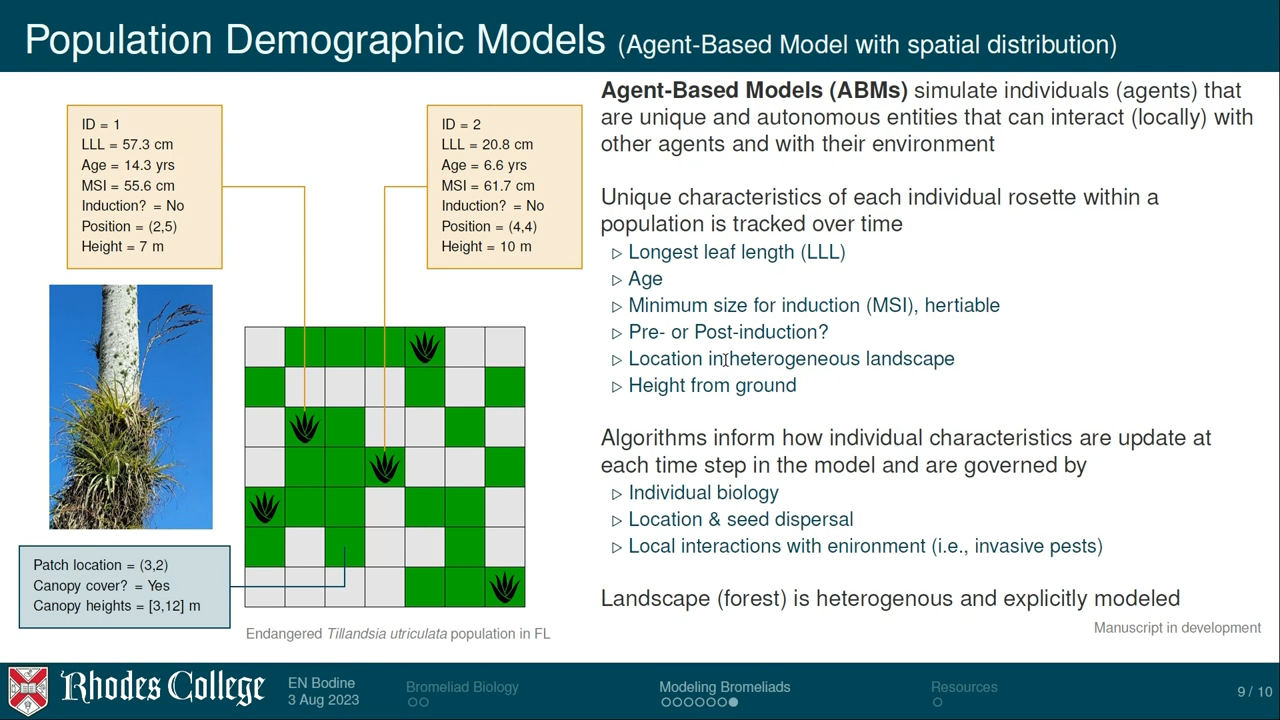 Population Demographic Models (Agent-Based Model with spatial distribution)
ID = 1
LLL = 57.3 cm
Age = 14.3 yrs
MSI = 55.6 cm
Induction? = No
Position = (2,5)
Height = 7 m
ID = 2
LLL = 20.8 cm
Age = 6.6 yrs
MSI = 61.7 cm
Induction? = No
Position = (4,4)
Height = 10 m
Patch location = (3,2)
Canopy cover? = Yes
Canopy heights = [3,12] m
Endangered Tillandsia utriculata population in FL
Agent-Based Models (ABMs) simulate individuals (agents) that
are unique and autonomous entities that can interact (locally) with
other agents and with their environment
Unique characteristics of each individual rosette within a
population is tracked over time
▷ Longest leaf length (LLL)
▷ Age
▷ Minimum size for induction (MSI), hertiable
▷ Pre- or Post-induction?
▷ Location in heterogeneous landscape
▷ Height from ground
Algorithms inform how individual characteristics are update at
each time step in the model and are governed by
▷ Individual biology
▷ Location & seed dispersal
▷ Local interactions with enironment (i.e., invasive pests)
Landscape (forest) is heterogenous and explicitly modeled
Manuscript in development
Rhodes College
EN Bodine
3 Aug 2023
Bromeliad Biology
Modeling Bromeliads
Resources
9 / 10